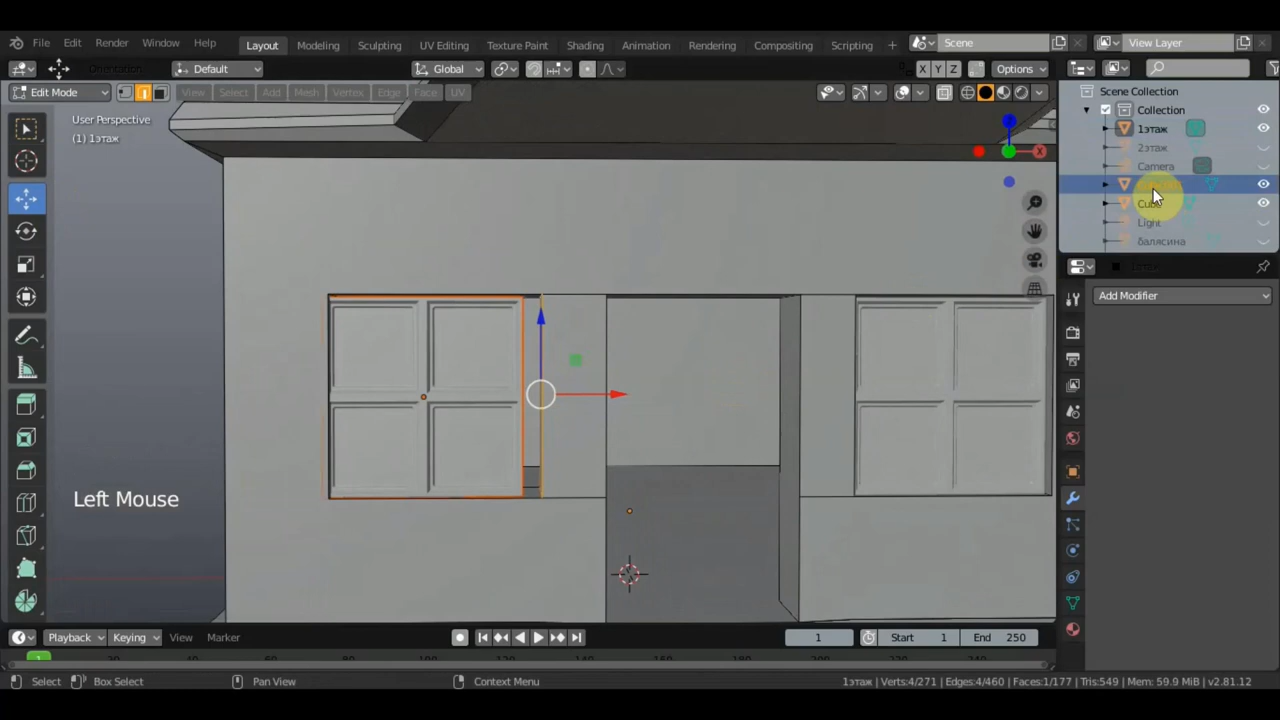 File Edit Render Window Help Layout Modeling Sculpting UV Editing Texture Paint Shading Animation Rendering Compositing Scripting + Scene View Layer
Orientation Default Global X Y Z Options
Edit Mode View Select Add Mesh Vertex Edge Face UV
User Perspective
(1) 1этаж
Scene Collection
Collection
1этаж
2этаж
Camera
Light
балясина
X
Add Modifier
Left Mouse
Playback Keying View Marker 1 Start 1 End 250
1
Select Box Select Pan View Context Menu 1этаж | Verts:4/271 | Edges:4/460 | Faces:1/177 | Tris:549 | Mem: 59.9 MiB | v2.81.12